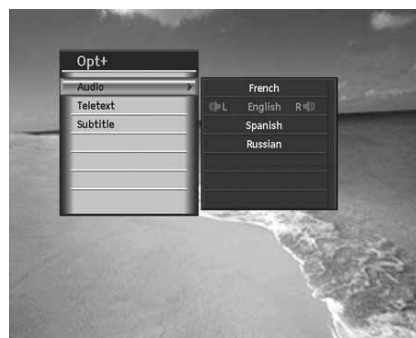 Opt+
Audio
Teletext
Subtitle
French
L English R
Spanish
Russian